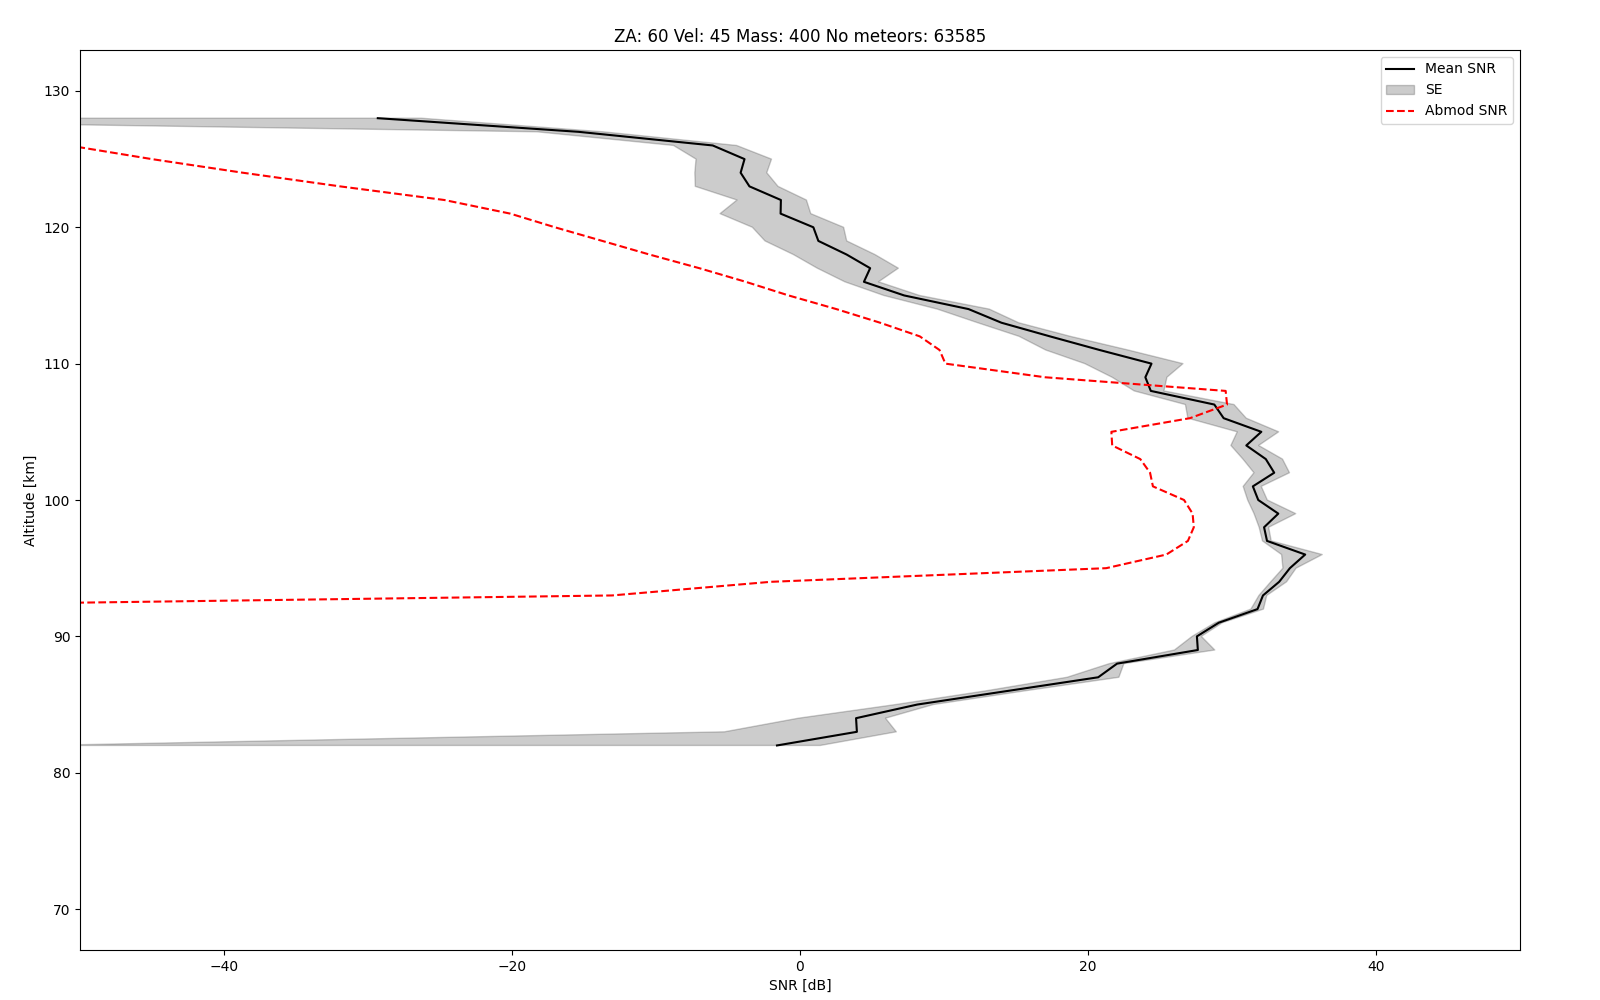 ZA: 60 Vel: 45 Mass: 400 No meteors: 63585
Mean SNR
SE
Abmod SNR
130
120
110
100
90
80
70
Altitude [km]
−40
−20
0
20
40
SNR [dB]